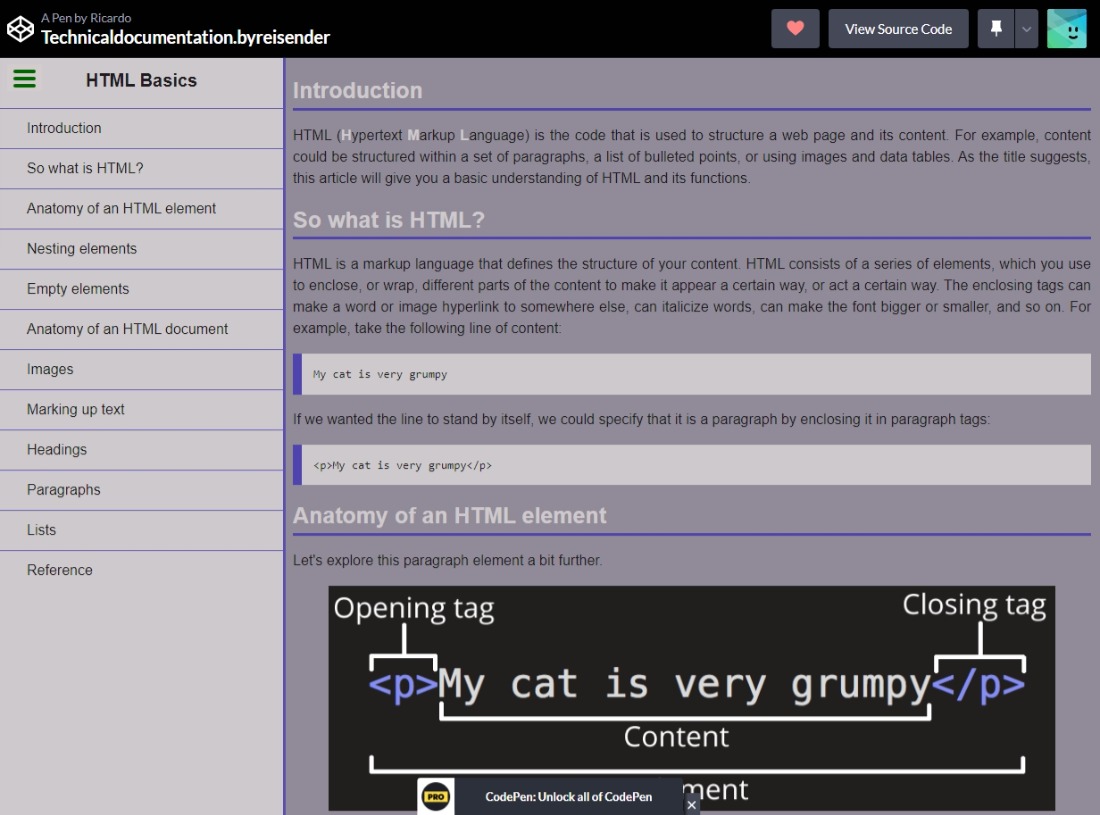 A Pen by Ricardo
Technicaldocumentation.byreisender
View Source Code
HTML Basics
Introduction
So what is HTML?
Anatomy of an HTML element
Nesting elements
Empty elements
Anatomy of an HTML document
Images
Marking up text
Headings
Paragraphs
Lists
Reference
Introduction
HTML (Hypertext Markup Language) is the code that is used to structure a web page and its content. For example, content
could be structured within a set of paragraphs, a list of bulleted points, or using images and data tables. As the title suggests,
this article will give you a basic understanding of HTML and its functions.
So what is HTML?
HTML is a markup language that defines the structure of your content. HTML consists of a series of elements, which you use
to enclose, or wrap, different parts of the content to make it appear a certain way, or act a certain way. The enclosing tags can
make a word or image hyperlink to somewhere else, can italicize words, can make the font bigger or smaller, and so on. For
example, take the following line of content:
My cat is very grumpy
If we wanted the line to stand by itself, we could specify that it is a paragraph by enclosing it in paragraph tags:
<p>My cat is very grumpy</p>
Anatomy of an HTML element
Let's explore this paragraph element a bit further.
Opening tag
Closing tag
<p>My cat is very grumpy</p>
Content
ment
PRO
CodePen: Unlock all of CodePen